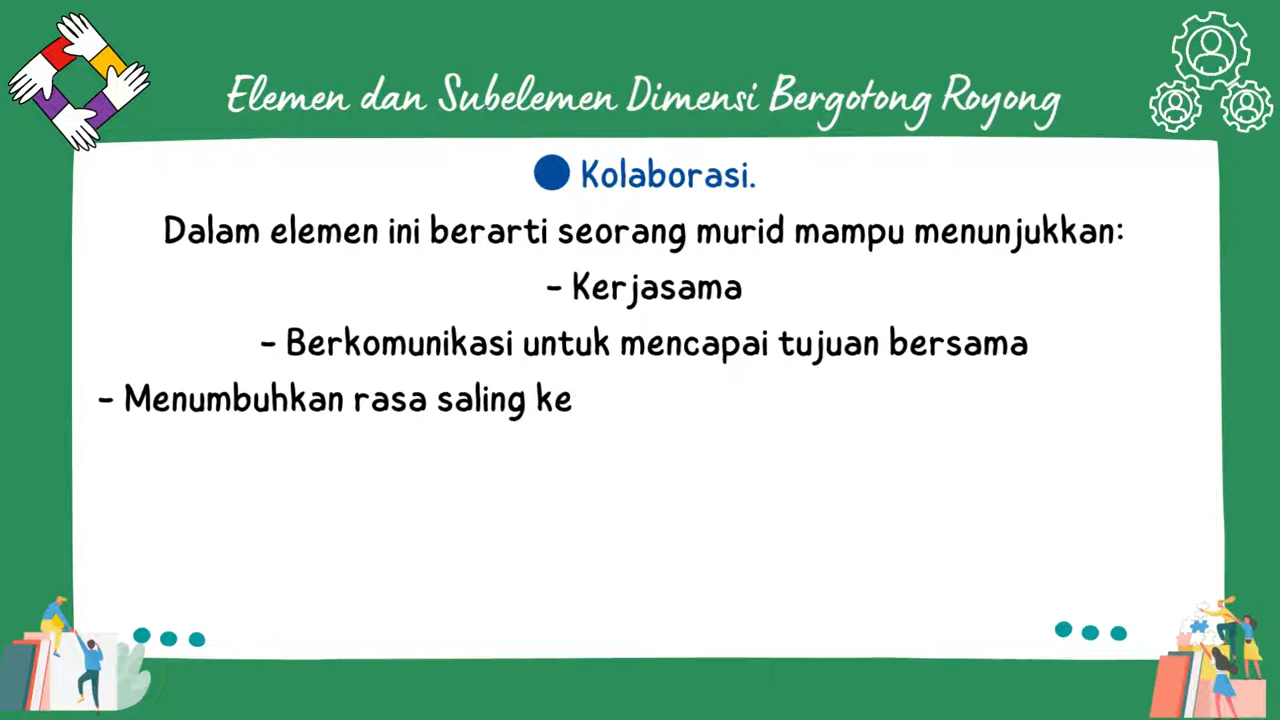 Elemen dan Subelemen Dimensi Bergotong Royong
Kolaborasi.
Dalam elemen ini berarti seorang murid mampu menunjukkan:
- Kerjasama
- Berkomunikasi untuk mencapai tujuan bersama
- Menumbuhkan rasa saling ke